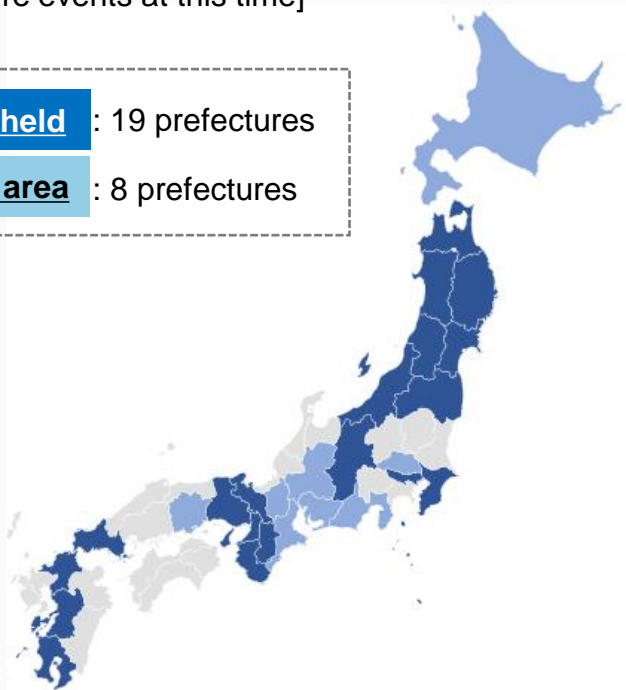 re events at this time]
held : 19 prefectures
area : 8 prefectures